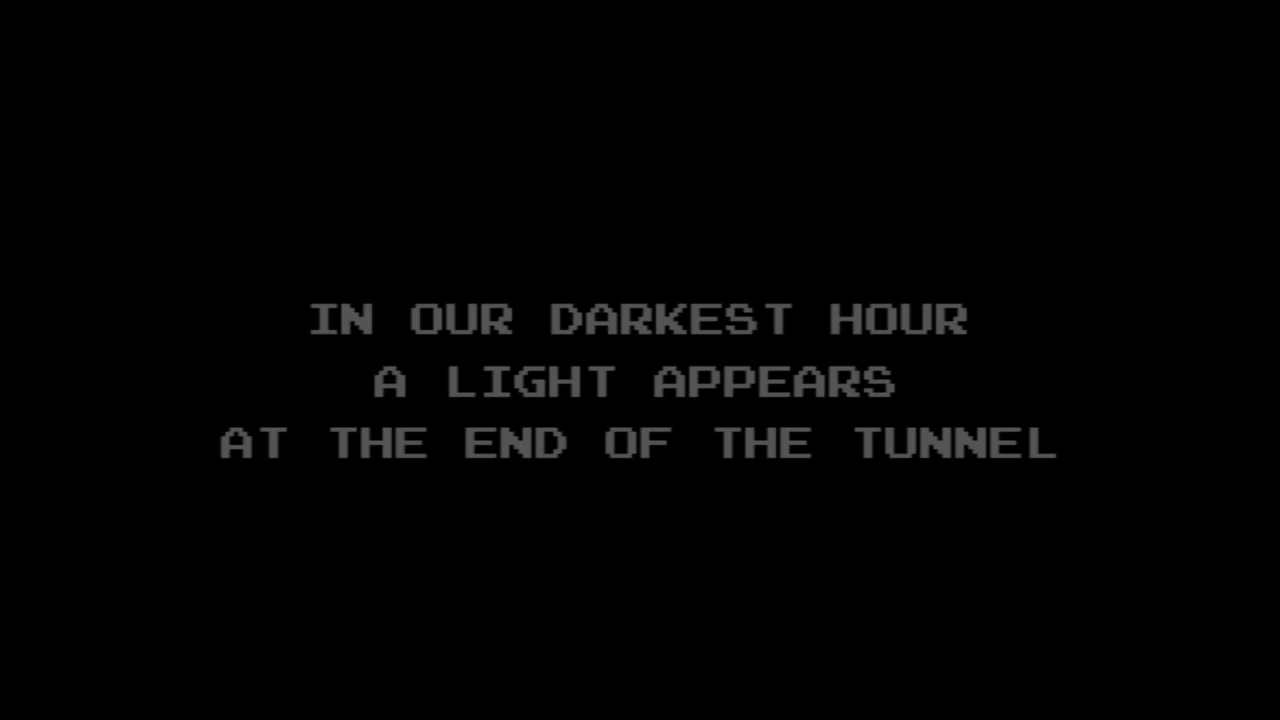 IN OUR DARKEST HOUR
A LIGHT APPEARS
AT THE END OF THE TUNNEL